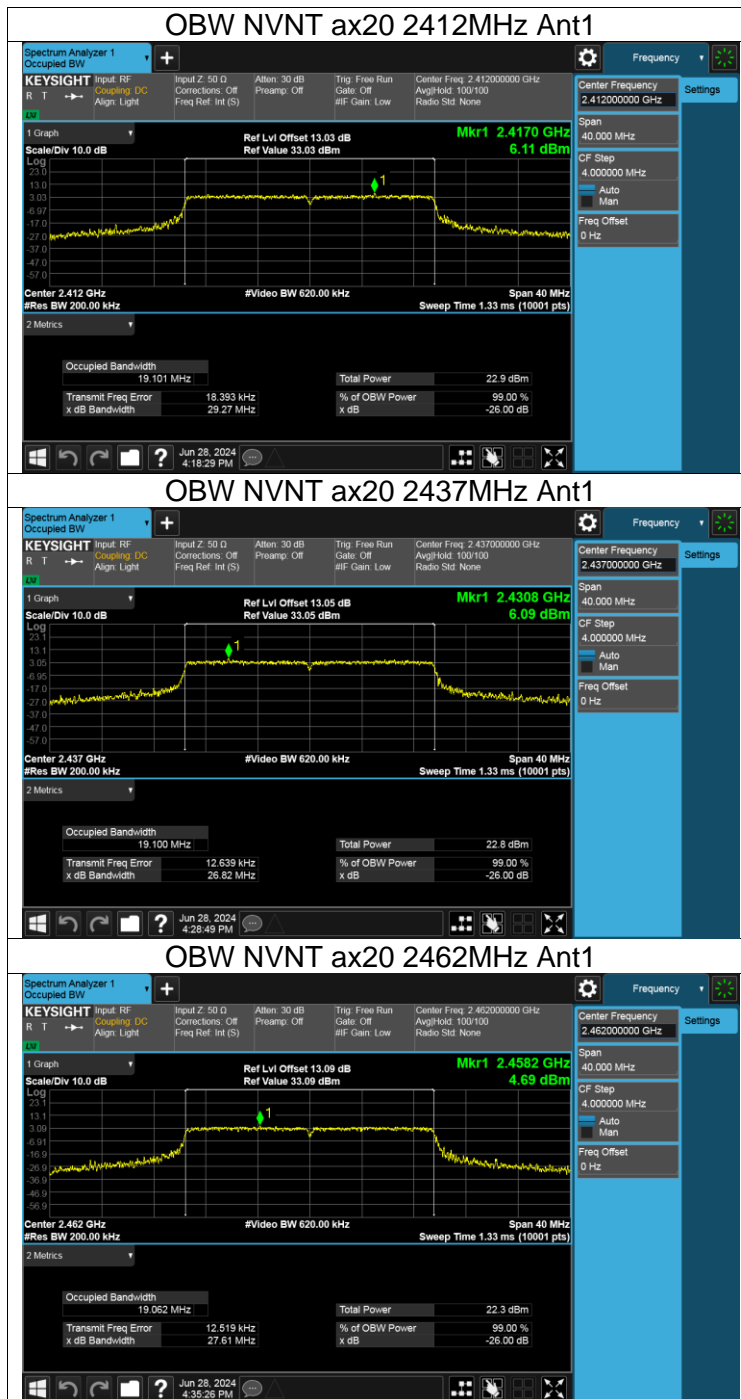 OBW NVNT ax20 2412MHz Ant1
Spectrum Analyzer 1
Occupied BW
Frequency
KEYSIGHT Input: RF Input Z: 50 Ω Atten: 30 dB Trig: Free Run Center Freq: 2.412000000 GHz
R T Coupling: DC Corrections: Off Preamp: Off Gate: Off Avg|Hold: 100/100
Align: Light Freq Ref: Int (S) #IF Gain: Low Radio Std: None
LXI
Center Frequency
2.412000000 GHz
Settings
Span
40.000 MHz
CF Step
4.000000 MHz
Auto
Man
Freq Offset
0 Hz
1 Graph
Ref Lvl Offset 13.03 dB Mkr1 2.4170 GHz
Scale/Div 10.0 dB Ref Value 33.03 dBm 6.11 dBm
Log
23.0
13.0
3.03
-6.97
-17.0
-27.0
-37.0
-47.0
-57.0
1
Center 2.412 GHz #Video BW 620.00 kHz Span 40 MHz
#Res BW 200.00 kHz Sweep Time 1.33 ms (10001 pts)
2 Metrics
Occupied Bandwidth
19.101 MHz Total Power 22.9 dBm
Transmit Freq Error 18.393 kHz % of OBW Power 99.00 %
x dB Bandwidth 29.27 MHz x dB -26.00 dB
?
Jun 28, 2024
4:18:29 PM
OBW NVNT ax20 2437MHz Ant1
Spectrum Analyzer 1
Occupied BW
Frequency
KEYSIGHT Input: RF Input Z: 50 Ω Atten: 30 dB Trig: Free Run Center Freq: 2.437000000 GHz
R T Coupling: DC Corrections: Off Preamp: Off Gate: Off Avg|Hold: 100/100
Align: Light Freq Ref: Int (S) #IF Gain: Low Radio Std: None
LXI
Center Frequency
2.437000000 GHz
Settings
Span
40.000 MHz
CF Step
4.000000 MHz
Auto
Man
Freq Offset
0 Hz
1 Graph
Ref Lvl Offset 13.05 dB Mkr1 2.4308 GHz
Scale/Div 10.0 dB Ref Value 33.05 dBm 6.09 dBm
Log
23.1
13.1
3.05
-6.95
-17.0
-27.0
-37.0
-47.0
-57.0
1
Center 2.437 GHz #Video BW 620.00 kHz Span 40 MHz
#Res BW 200.00 kHz Sweep Time 1.33 ms (10001 pts)
2 Metrics
Occupied Bandwidth
19.100 MHz Total Power 22.8 dBm
Transmit Freq Error 12.639 kHz % of OBW Power 99.00 %
x dB Bandwidth 26.82 MHz x dB -26.00 dB
?
Jun 28, 2024
4:28:49 PM
OBW NVNT ax20 2462MHz Ant1
Spectrum Analyzer 1
Occupied BW
Frequency
KEYSIGHT Input: RF Input Z: 50 Ω Atten: 30 dB Trig: Free Run Center Freq: 2.462000000 GHz
R T Coupling: DC Corrections: Off Preamp: Off Gate: Off Avg|Hold: 100/100
Align: Light Freq Ref: Int (S) #IF Gain: Low Radio Std: None
LXI
Center Frequency
2.462000000 GHz
Settings
Span
40.000 MHz
CF Step
4.000000 MHz
Auto
Man
Freq Offset
0 Hz
1 Graph
Ref Lvl Offset 13.09 dB Mkr1 2.4582 GHz
Scale/Div 10.0 dB Ref Value 33.09 dBm 4.69 dBm
Log
23.1
13.1
3.09
-6.91
-16.9
-26.9
-36.9
-46.9
-56.9
1
Center 2.462 GHz #Video BW 620.00 kHz Span 40 MHz
#Res BW 200.00 kHz Sweep Time 1.33 ms (10001 pts)
2 Metrics
Occupied Bandwidth
19.062 MHz Total Power 22.3 dBm
Transmit Freq Error 12.519 kHz % of OBW Power 99.00 %
x dB Bandwidth 27.61 MHz x dB -26.00 dB
?
Jun 28, 2024
4:35:26 PM